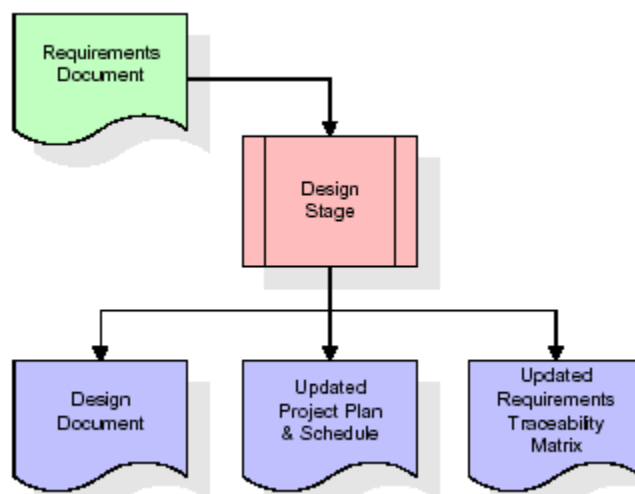 Requirements
Document
Design
Stage
Design
Document
Updated
Project Plan
& Schedule
Updated
Requirements
Traceability
Matrix